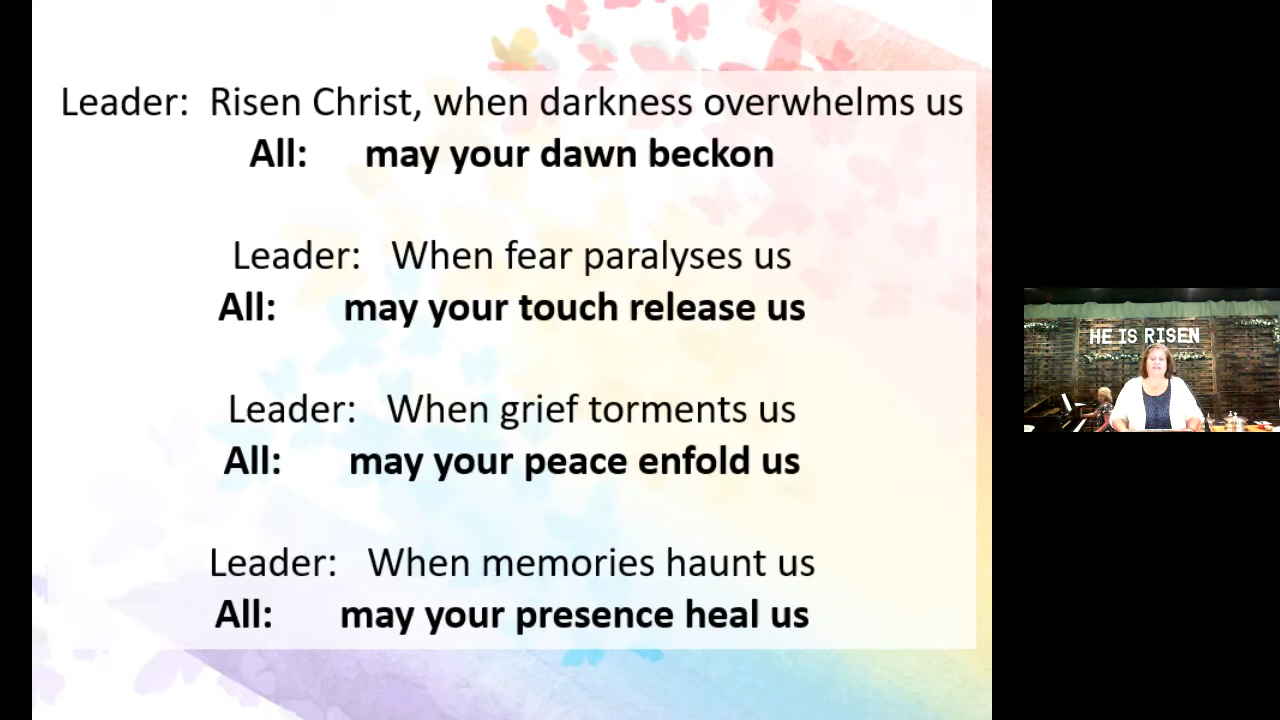 Leader: Risen Christ, when darkness overwhelms us
All: may your dawn beckon
Leader: When fear paralyses us
All: may your touch release us
Leader: When grief torments us
All: may your peace enfold us
Leader: When memories haunt us
All: may your presence heal us
HE IS RISEN